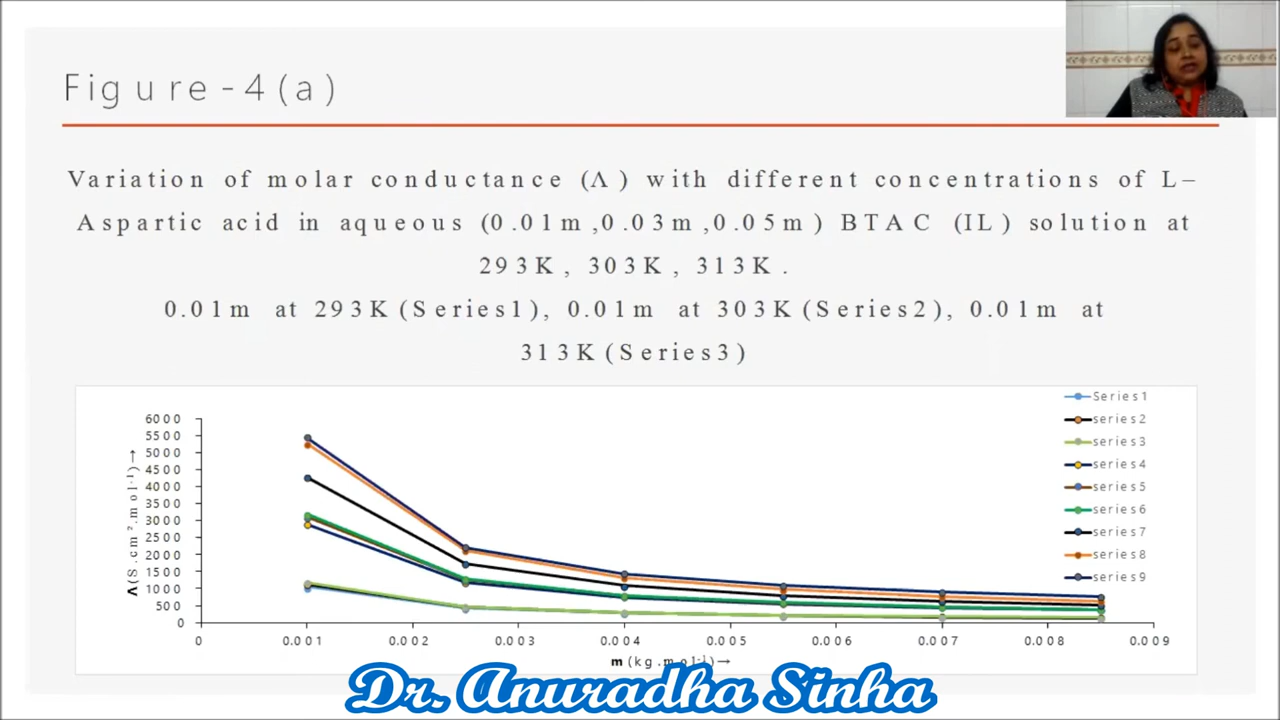 Figure-4(a)
Variation of molar conductance (Λ ) with different concentrations of L–
Aspartic acid in aqueous (0.01m ,0.03m ,0.05m ) BTAC (IL) solution at
293K , 303K , 313K .
0.01m at 293K (Series1), 0.01m at 303K (Series2), 0.01m at
313K (Series3)
Series1
series2
series3
series4
series5
series6
series7
series8
series9
6000
5500
5000
4500
4000
3500
3000
2500
2000
1500
1000
500
0
Λ(S.cm².mol⁻¹)→
0 0.001 0.002 0.003 0.004 0.005 0.006 0.007 0.008 0.009
m (kg.mol⁻¹)→
Dr. Anuradha Sinha